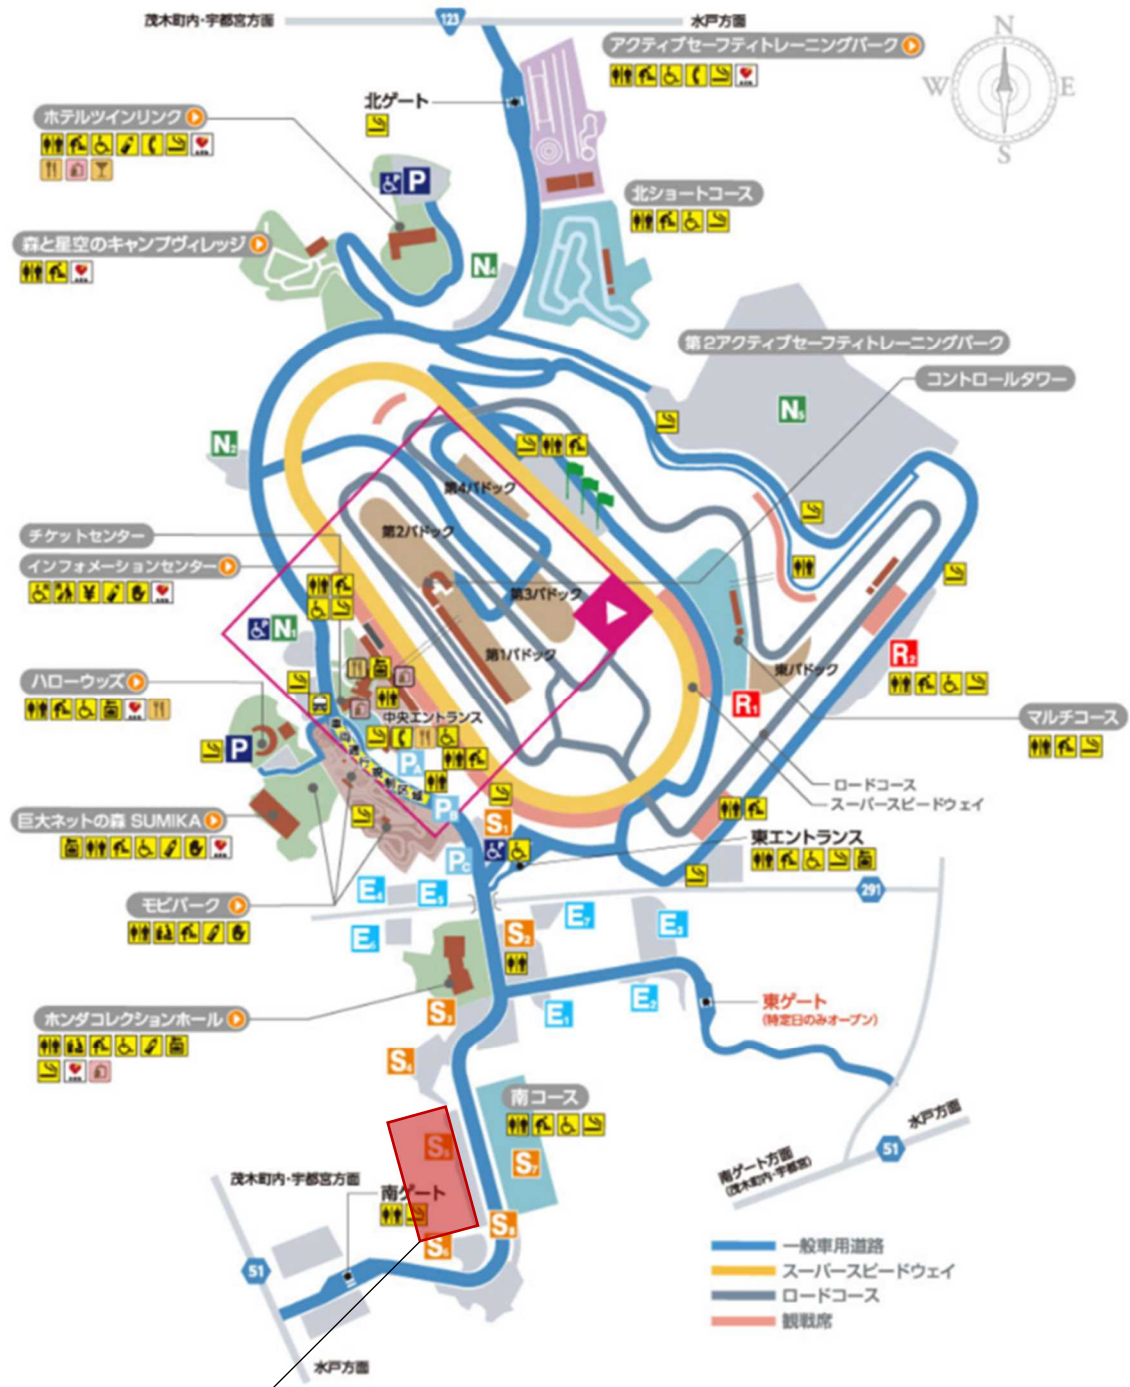 茂木町内・宇都宮方面
123
水戸方面
アクティブセーフティトレーニングパーク
N
W
E
S
北ゲート
ホテルツインリンク
P
北ショートコース
森と星空のキャンプヴィレッジ
N4
第2アクティブセーフティトレーニングパーク
コントロールタワー
N5
N2
第4パドック
第2パドック
チケットセンター
インフォメーションセンター
第3パドック
N1
第1パドック
東パドック
R2
ハローウッズ
R1
中央エントランス
マルチコース
P
PA
ロードコース
スーパースピードウェイ
PB
巨大ネットの森 SUMIKA
S1
東エントランス
PC
モビパーク
E4
E5
291
E7
E3
E6
S2
E2
東ゲート
(特定日のみオープン)
ホンダコレクションホール
S3
E1
S4
南コース
水戸方面
51
S5
S7
南ゲート方面
(茂木町内・宇都宮)
茂木町内・宇都宮方面
南ゲート
S8
S6
51
一般車用道路
スーパースピードウェイ
ロードコース
観戦席
水戸方面